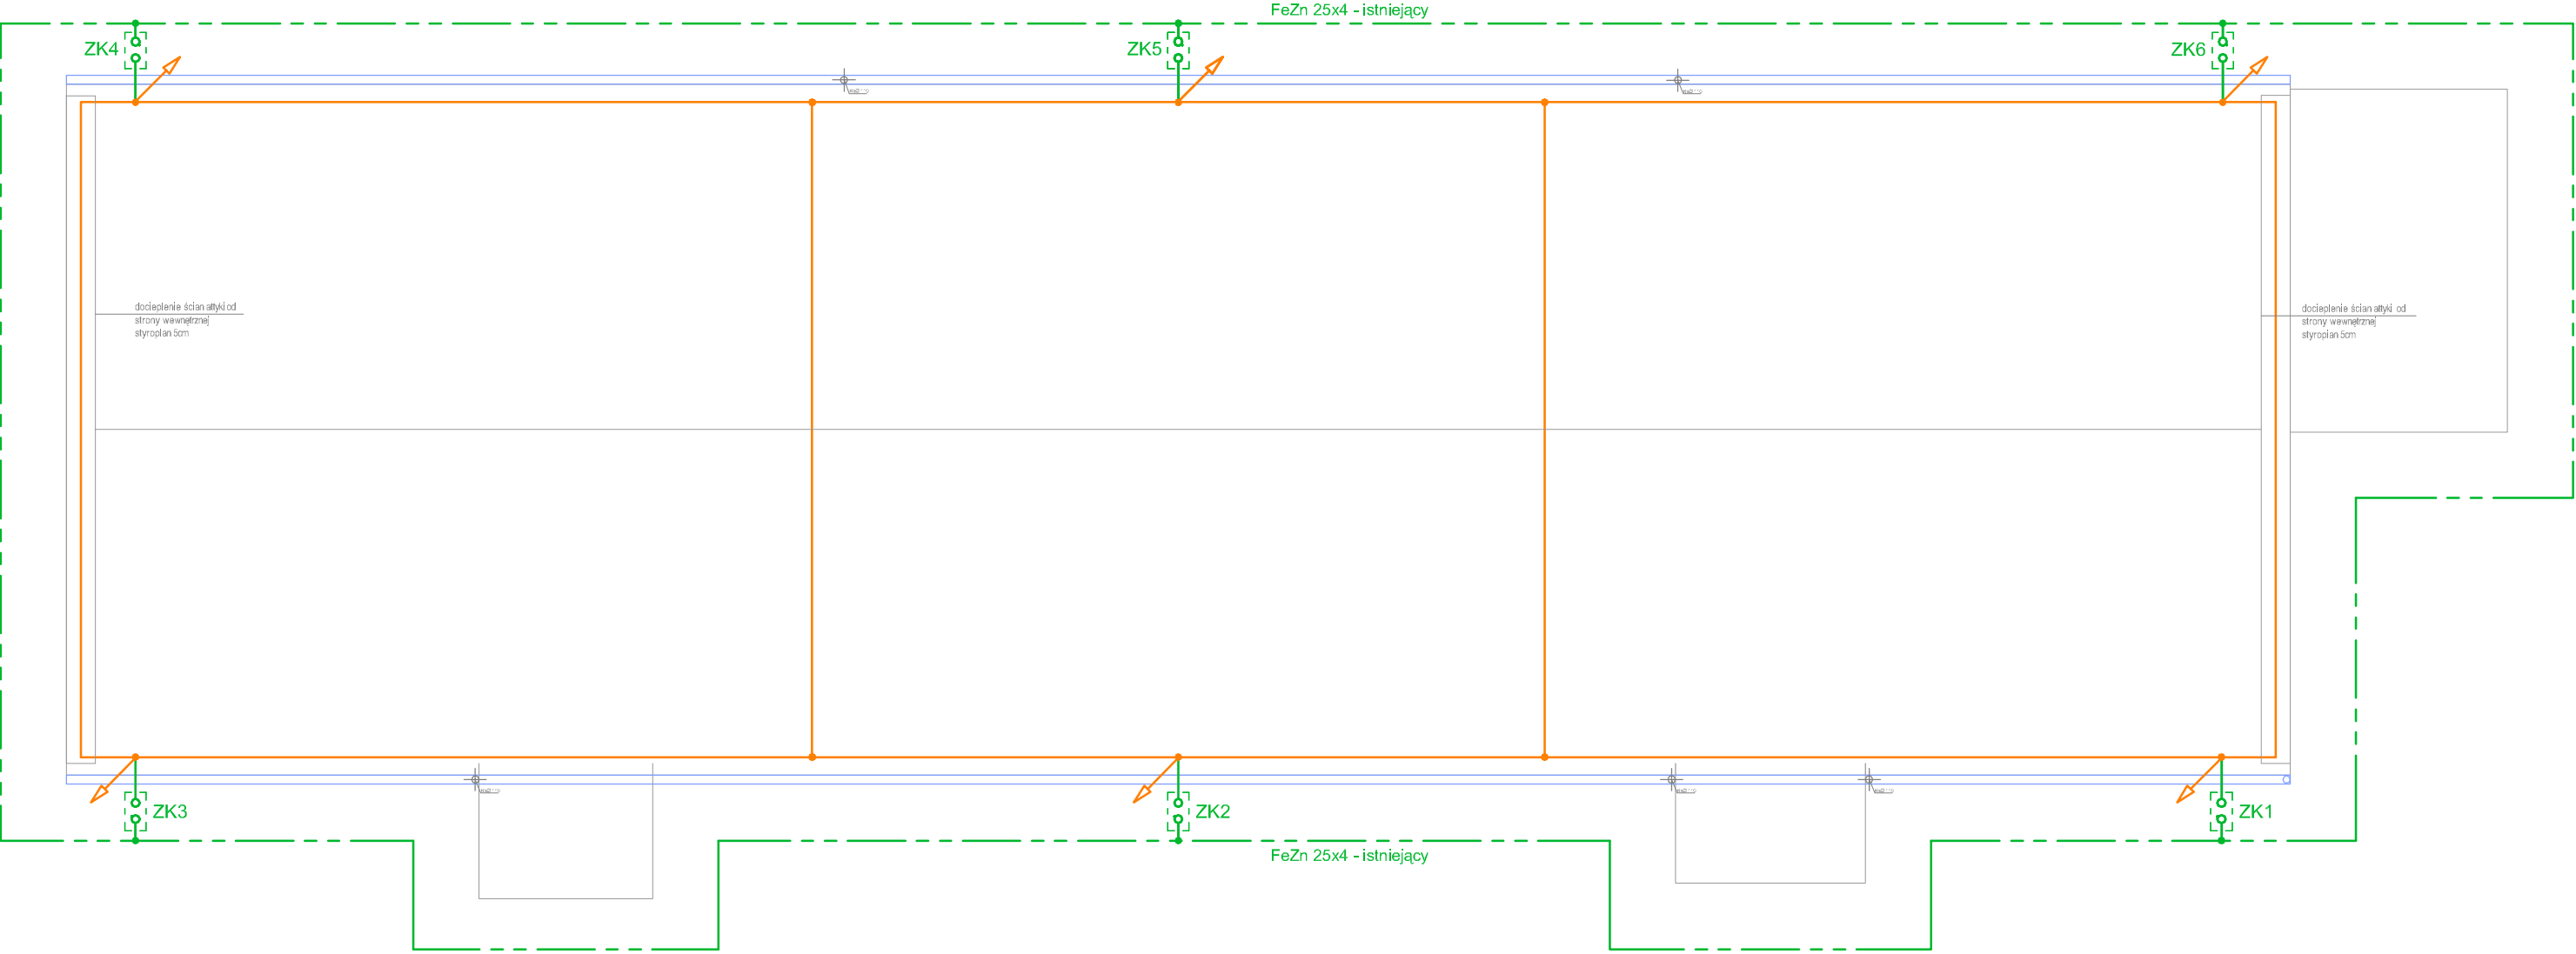 FeZn 25x4 - istniejący
ZK4
ZK5
ZK6
docieplenie ścian attyki od
strony wewnętrznej
styropian 5cm
docieplenie ścian attyki od
strony wewnętrznej
styropian 5cm
ZK3
ZK2
ZK1
FeZn 25x4 - istniejący